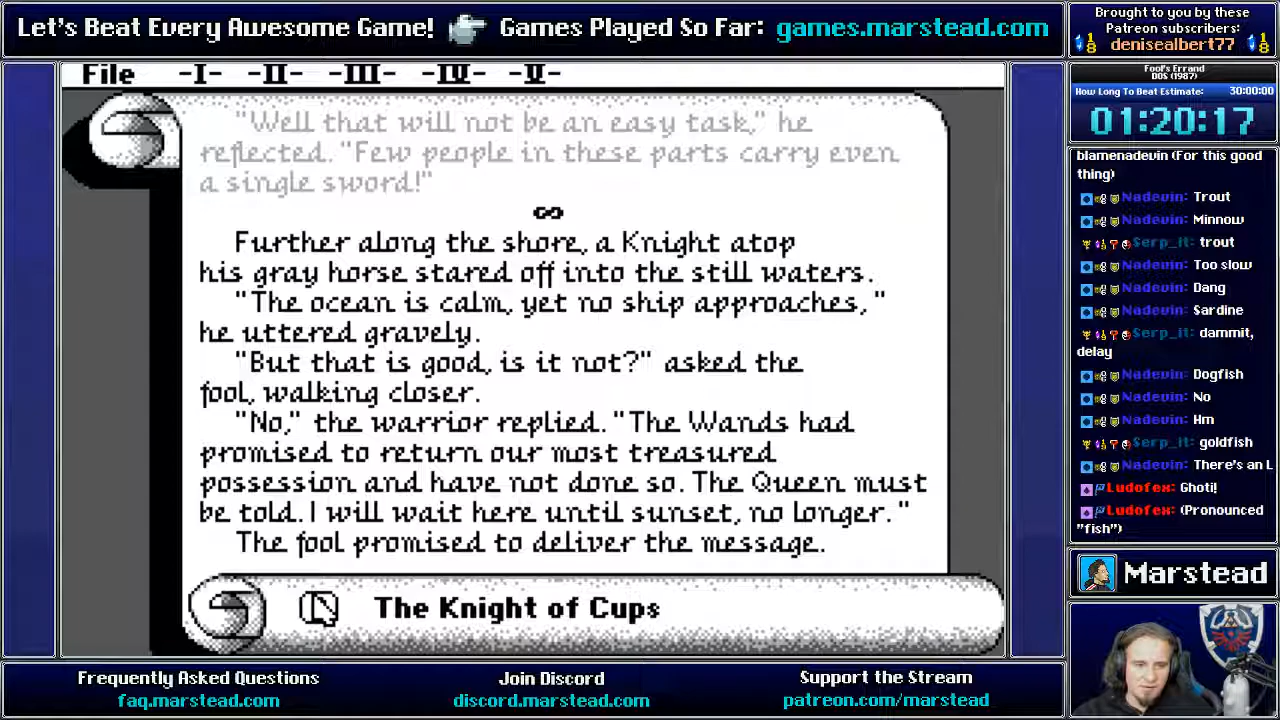 Let's Beat Every Awesome Game! Games Played So Far: games.marstead.com
Brought to you by these
Patreon subscribers:
denisealbert77
File -I- -II- -III- -IV- -V-
Fool's Errand
DOS (1987)
How Long To Beat Estimate: 30:00:00
01:20:17
"Well that will not be an easy task," he
reflected. "Few people in these parts carry even
a single sword!"
∞
Further along the shore, a Knight atop
his gray horse stared off into the still waters.
"The ocean is calm, yet no ship approaches, "
he uttered gravely.
"But that is good, is it not?" asked the
fool, walking closer.
"No," the warrior replied. "The Wands had
promised to return our most treasured
possession and have not done so. The Queen must
be told. I will wait here until sunset, no longer. "
The fool promised to deliver the message.
The Knight of Cups
blamenadevin (For this good
thing)
Nadevin: Trout
Nadevin: Minnow
Serp_it: trout
Nadevin: Too slow
Nadevin: Dang
Nadevin: Sardine
Serp_it: dammit,
delay
Nadevin: Dogfish
Nadevin: No
Nadevin: Hm
Serp_it: goldfish
Nadevin: There's an L
Ludofex: Ghoti!
Ludofex: (Pronounced
"fish")
Marstead
Frequently Asked Questions
faq.marstead.com
Join Discord
discord.marstead.com
Support the Stream
patreon.com/marstead